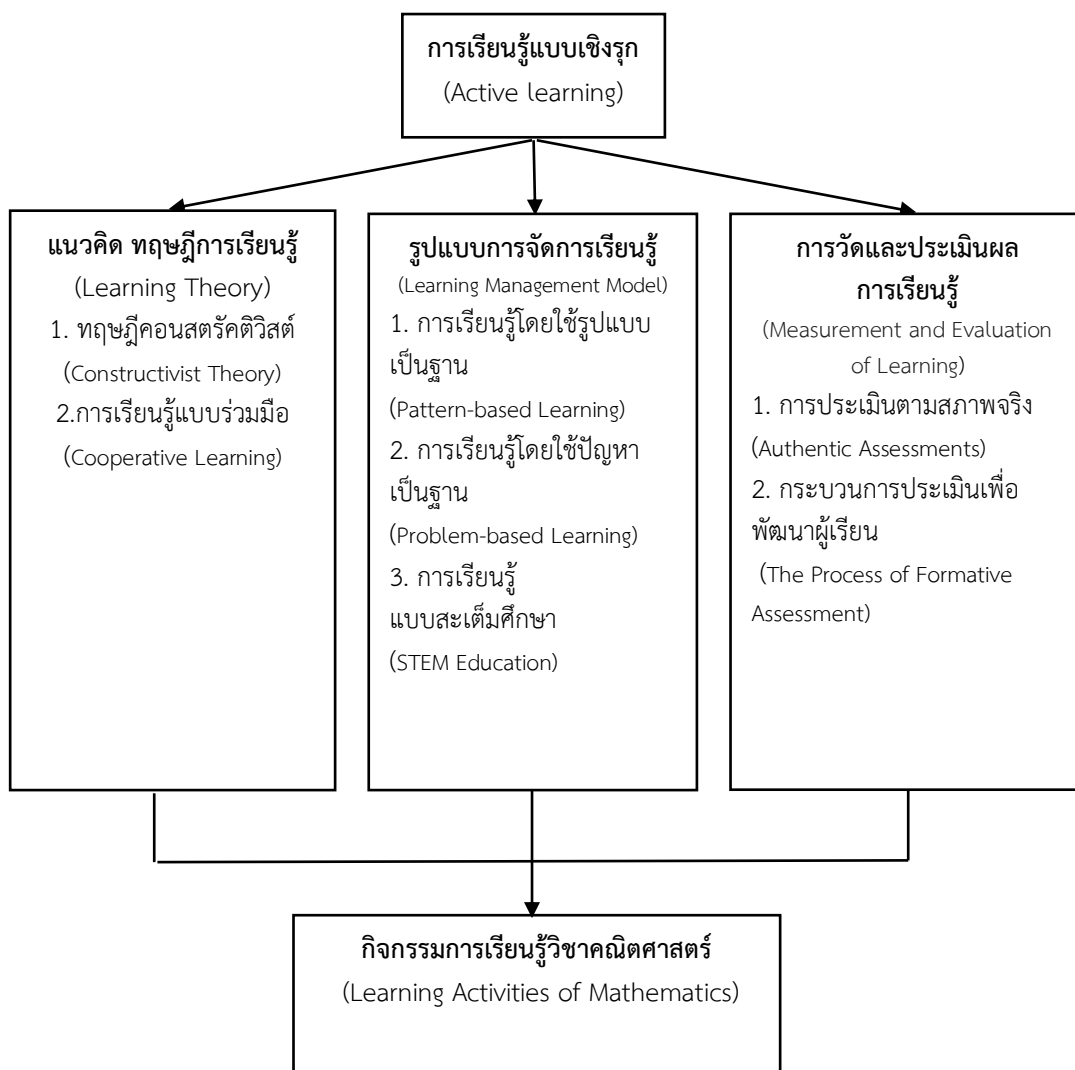 การเรียนรู้แบบเชิงรุก
(Active learning)
แนวคิด ทฤษฎีการเรียนรู้
(Learning Theory)
1. ทฤษฎีคอนสตรัคติวิสต์
(Constructivist Theory)
2.การเรียนรู้แบบร่วมมือ
(Cooperative Learning)
รูปแบบการจัดการเรียนรู้
(Learning Management Model)
1. การเรียนรู้โดยใช้รูปแบบ
เป็นฐาน
(Pattern-based Learning)
2. การเรียนรู้โดยใช้ปัญหา
เป็นฐาน
(Problem-based Learning)
3. การเรียนรู้
แบบสะเต็มศึกษา
(STEM Education)
การวัดและประเมินผล
การเรียนรู้
(Measurement and Evaluation
of Learning)
1. การประเมินตามสภาพจริง
(Authentic Assessments)
2. กระบวนการประเมินเพื่อ
พัฒนาผู้เรียน
(The Process of Formative
Assessment)
กิจกรรมการเรียนรู้วิชาคณิตศาสตร์
(Learning Activities of Mathematics)